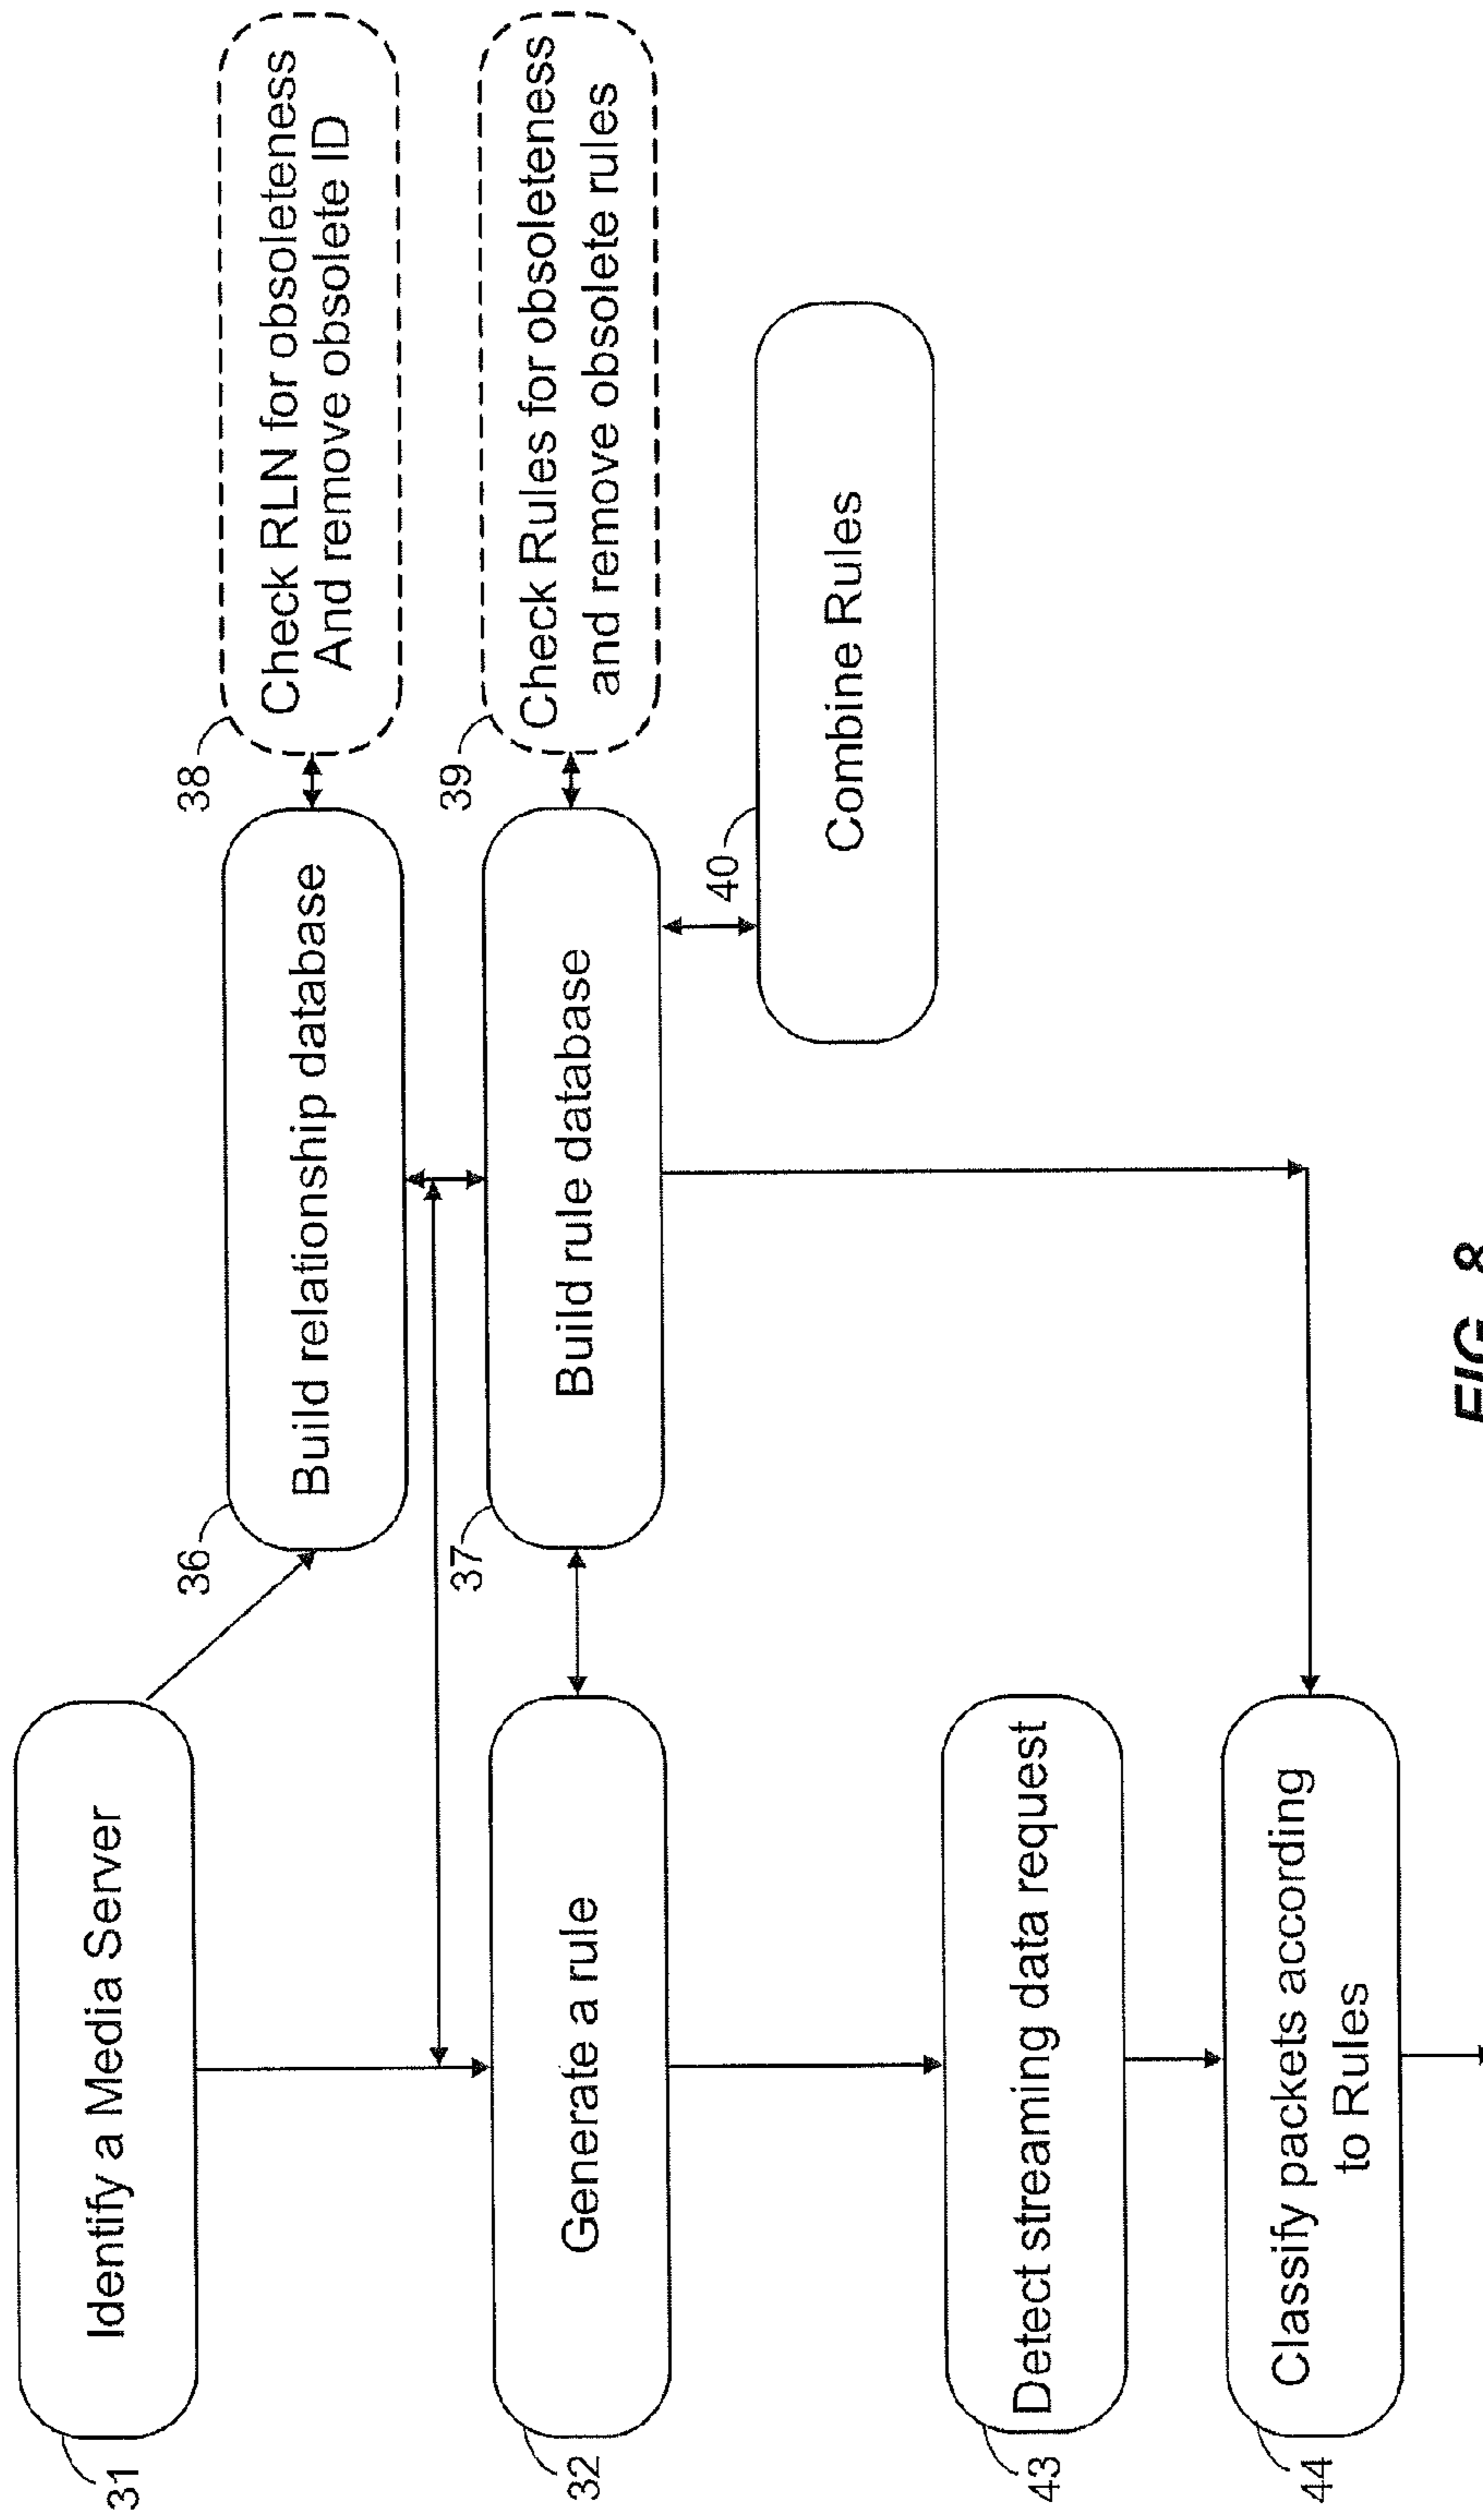 31
Identify a Media Server
36
Build relationship database
38
Check RLN for obsoleteness
And remove obsolete ID
32
Generate a rule
37
Build rule database
39
Check Rules for obsoleteness
and remove obsolete rules
40
Combine Rules
43
Detect streaming data request
44
Classify packets according
to Rules
FIG. 8